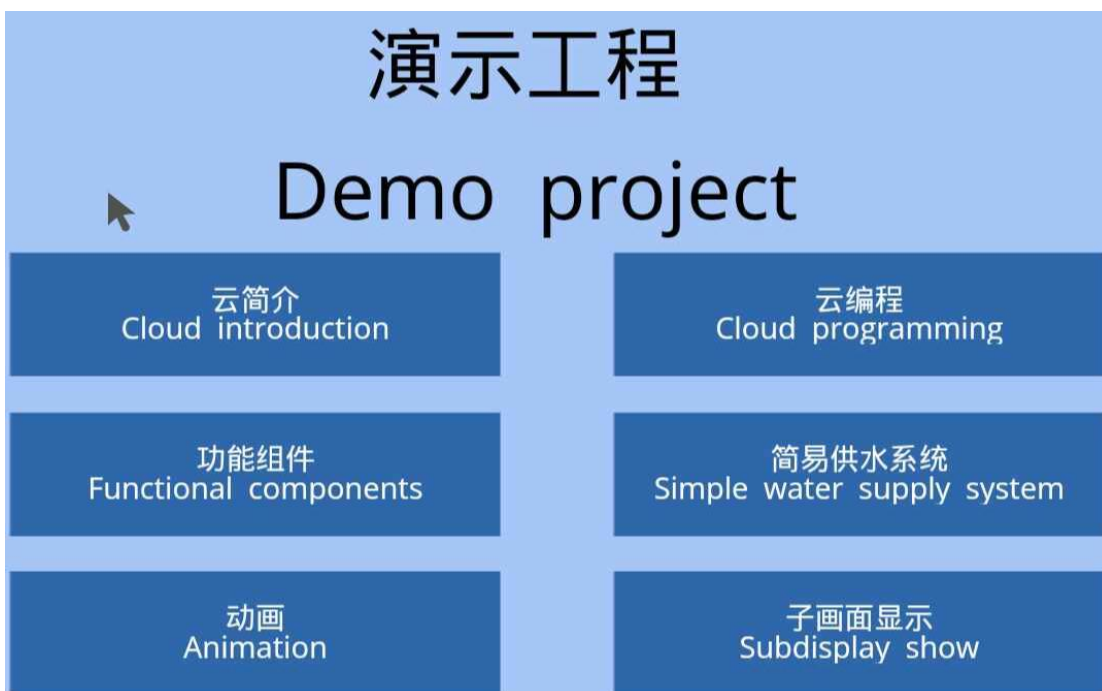 演示工程
Demo project
云简介
Cloud introduction
云编程
Cloud programming
功能组件
Functional components
简易供水系统
Simple water supply system
动画
Animation
子画面显示
Subdisplay show